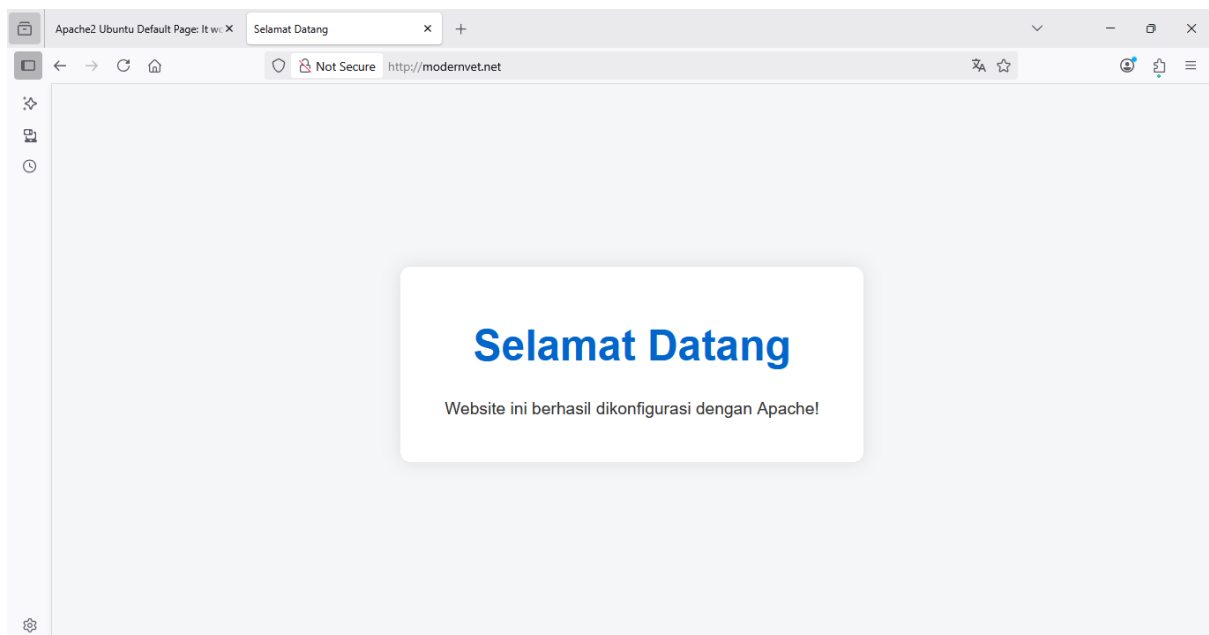 Apache2 Ubuntu Default Page: It wo
Selamat Datang
Not Secure http://modernvet.net
Selamat Datang
Website ini berhasil dikonfigurasi dengan Apache!